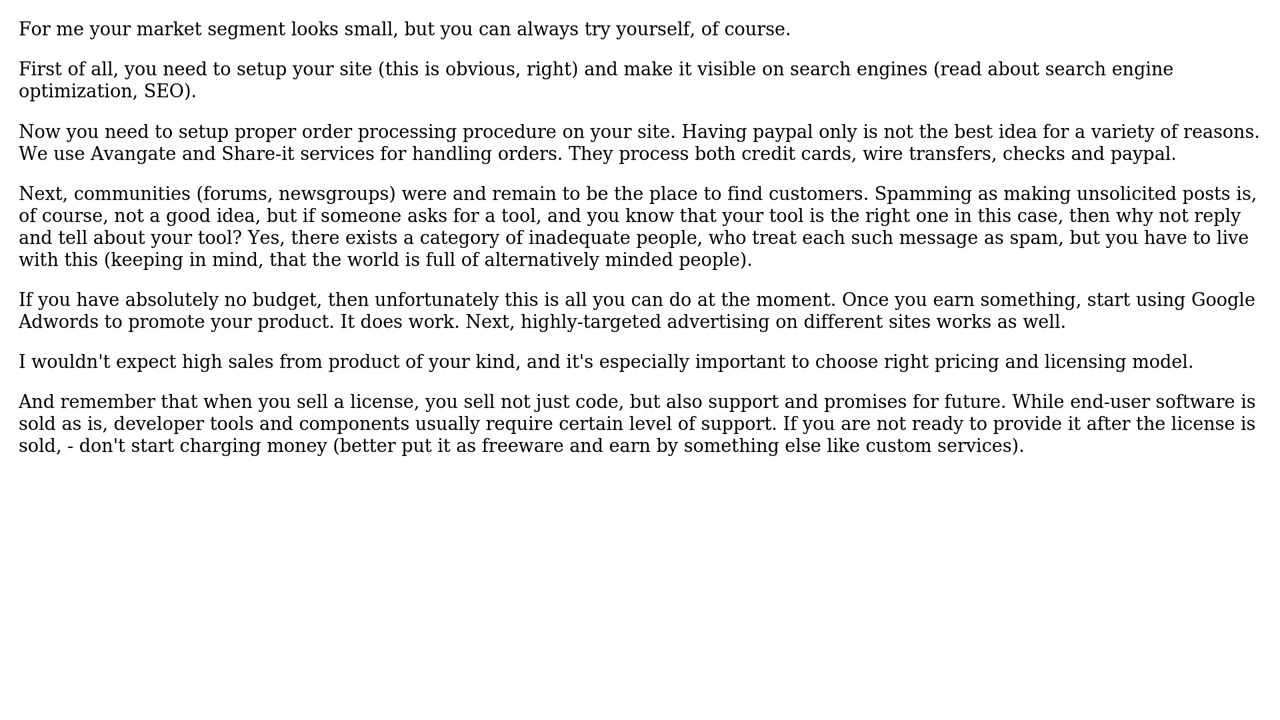 For me your market segment looks small, but you can always try yourself, of course.
First of all, you need to setup your site (this is obvious, right) and make it visible on search engines (read about search engine
optimization, SEO).
Now you need to setup proper order processing procedure on your site. Having paypal only is not the best idea for a variety of reasons.
We use Avangate and Share-it services for handling orders. They process both credit cards, wire transfers, checks and paypal.
Next, communities (forums, newsgroups) were and remain to be the place to find customers. Spamming as making unsolicited posts is,
of course, not a good idea, but if someone asks for a tool, and you know that your tool is the right one in this case, then why not reply
and tell about your tool? Yes, there exists a category of inadequate people, who treat each such message as spam, but you have to live
with this (keeping in mind, that the world is full of alternatively minded people).
If you have absolutely no budget, then unfortunately this is all you can do at the moment. Once you earn something, start using Google
Adwords to promote your product. It does work. Next, highly-targeted advertising on different sites works as well.
I wouldn't expect high sales from product of your kind, and it's especially important to choose right pricing and licensing model.
And remember that when you sell a license, you sell not just code, but also support and promises for future. While end-user software is
sold as is, developer tools and components usually require certain level of support. If you are not ready to provide it after the license is
sold, - don't start charging money (better put it as freeware and earn by something else like custom services).